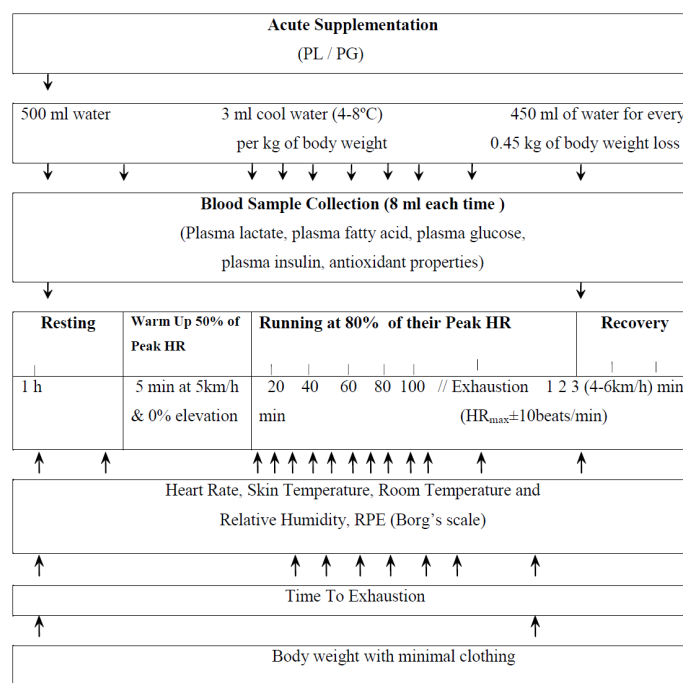 Acute Supplementation
(PL / PG)
500 ml water 3 ml cool water (4-8ºC) 450 ml of water for every
per kg of body weight 0.45 kg of body weight loss
Blood Sample Collection (8 ml each time )
(Plasma lactate, plasma fatty acid, plasma glucose,
plasma insulin, antioxidant properties)
Resting Warm Up 50% of Running at 80% of their Peak HR Recovery
Peak HR
1 h 5 min at 5km/h 20 40 60 80 100 // Exhaustion 1 2 3 (4-6km/h) min
& 0% elevation min (HRmax±10beats/min)
Heart Rate, Skin Temperature, Room Temperature and
Relative Humidity, RPE (Borg’s scale)
Time To Exhaustion
Body weight with minimal clothing